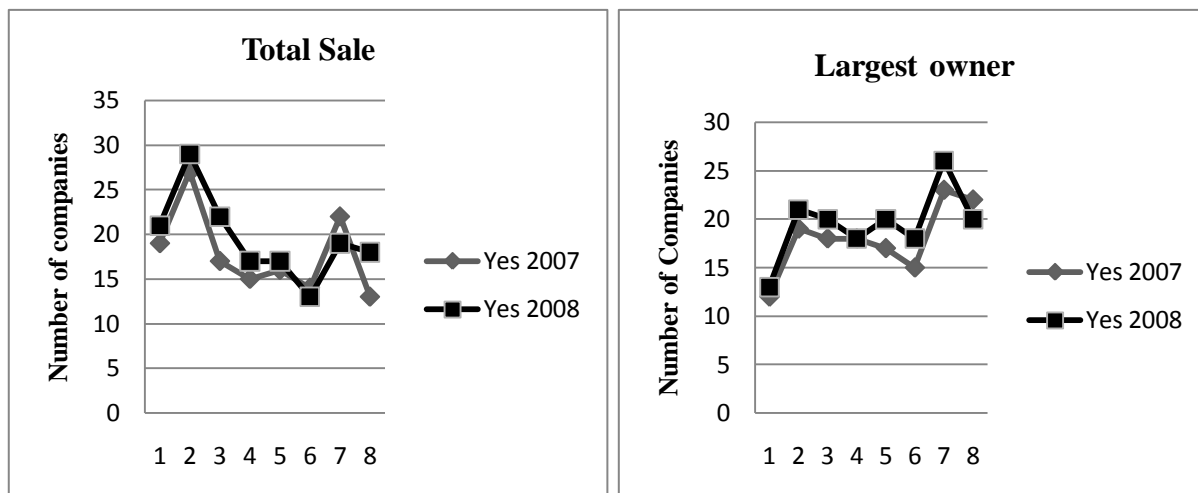 Total Sale
Number of companies
35
30
25
20
15
10
5
0
1 2 3 4 5 6 7 8
Yes 2007
Yes 2008
Largest owner
Number of Companies
30
25
20
15
10
5
0
1 2 3 4 5 6 7 8
Yes 2007
Yes 2008